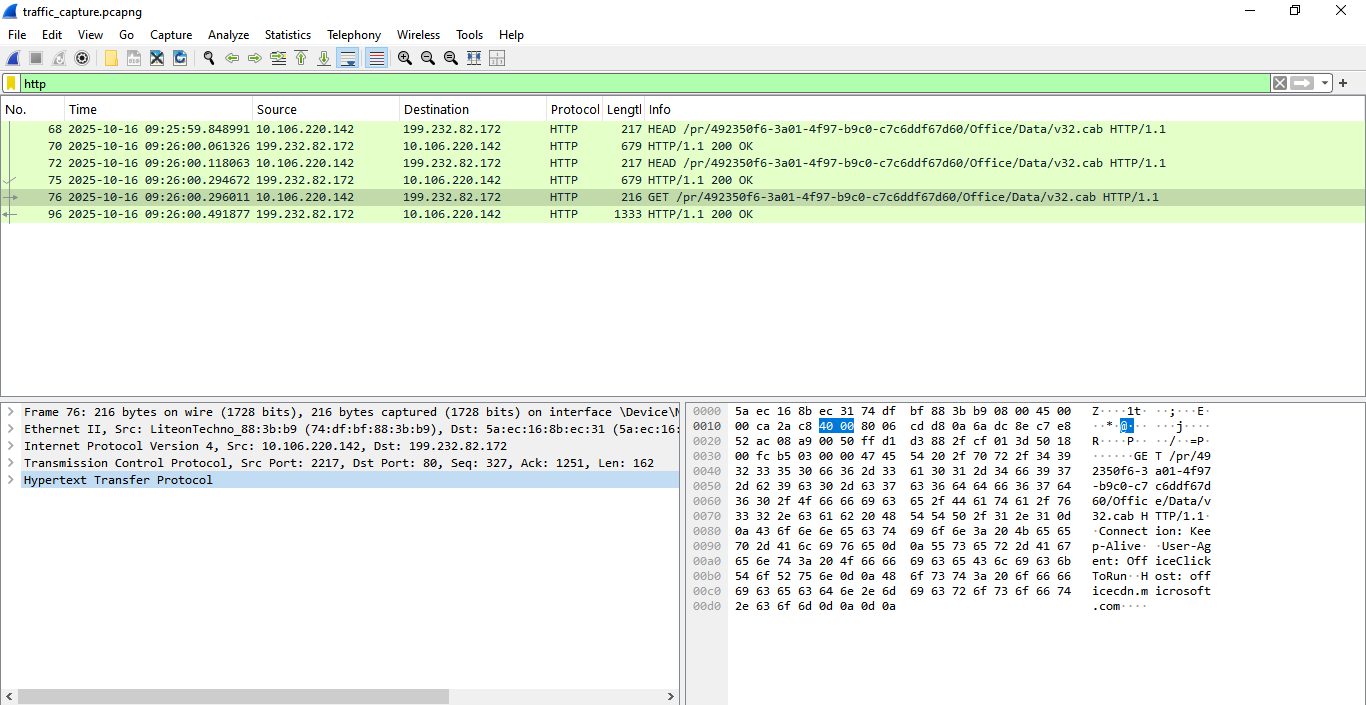 traffic_capture.pcapng
File Edit View Go Capture Analyze Statistics Telephony Wireless Tools Help
http
No. Time Source Destination Protocol Lengtl Info
68 2025-10-16 09:25:59.848991 10.106.220.142 199.232.82.172 HTTP 217 HEAD /pr/492350f6-3a01-4f97-b9c0-c7c6ddf67d60/Office/Data/v32.cab HTTP/1.1
70 2025-10-16 09:26:00.061326 199.232.82.172 10.106.220.142 HTTP 679 HTTP/1.1 200 OK
72 2025-10-16 09:26:00.118063 10.106.220.142 199.232.82.172 HTTP 217 HEAD /pr/492350f6-3a01-4f97-b9c0-c7c6ddf67d60/Office/Data/v32.cab HTTP/1.1
75 2025-10-16 09:26:00.294672 199.232.82.172 10.106.220.142 HTTP 679 HTTP/1.1 200 OK
76 2025-10-16 09:26:00.296011 10.106.220.142 199.232.82.172 HTTP 216 GET /pr/492350f6-3a01-4f97-b9c0-c7c6ddf67d60/Office/Data/v32.cab HTTP/1.1
96 2025-10-16 09:26:00.491877 199.232.82.172 10.106.220.142 HTTP 1333 HTTP/1.1 200 OK
Frame 76: 216 bytes on wire (1728 bits), 216 bytes captured (1728 bits) on interface \Device\N
Ethernet II, Src: LiteonTechno_88:3b:b9 (74:df:bf:88:3b:b9), Dst: 5a:ec:16:8b:ec:31 (5a:ec:16:
Internet Protocol Version 4, Src: 10.106.220.142, Dst: 199.232.82.172
Transmission Control Protocol, Src Port: 2217, Dst Port: 80, Seq: 327, Ack: 1251, Len: 162
Hypertext Transfer Protocol
0000 5a ec 16 8b ec 31 74 df bf 88 3b b9 08 00 45 00 Z····1t· ··;···E·
0010 00 ca 2a c8 40 00 80 06 cd d8 0a 6a dc 8e c7 e8 ··*·@··· ···j····
0020 52 ac 08 a9 00 50 ff d1 d3 88 2f cf 01 3d 50 18 R····P·· ··/··=P·
0030 00 fc b5 03 00 00 47 45 54 20 2f 70 72 2f 34 39 ······GE T /pr/49
0040 32 33 35 30 66 36 2d 33 61 30 31 2d 34 66 39 37 2350f6-3 a01-4f97
0050 2d 62 39 63 30 2d 63 37 63 36 64 64 66 36 37 64 -b9c0-c7 c6ddf67d
0060 36 30 2f 4f 66 66 69 63 65 2f 44 61 74 61 2f 76 60/Offic e/Data/v
0070 33 32 2e 63 61 62 20 48 54 54 50 2f 31 2e 31 0d 32.cab H TTP/1.1·
0080 0a 43 6f 6e 6e 65 63 74 69 6f 6e 3a 20 4b 65 65 ·Connect ion: Kee
0090 70 2d 41 6c 69 76 65 0d 0a 55 73 65 72 2d 41 67 p-Alive· ·User-Ag
00a0 65 6e 74 3a 20 4f 66 66 69 63 65 43 6c 69 63 6b ent: Off iceClick
00b0 54 6f 52 75 6e 0d 0a 48 6f 73 74 3a 20 6f 66 66 ToRun··H ost: off
00c0 69 63 65 63 64 6e 2e 6d 69 63 72 6f 73 6f 66 74 icecdn.m icrosoft
00d0 2e 63 6f 6d 0d 0a 0d 0a .com····